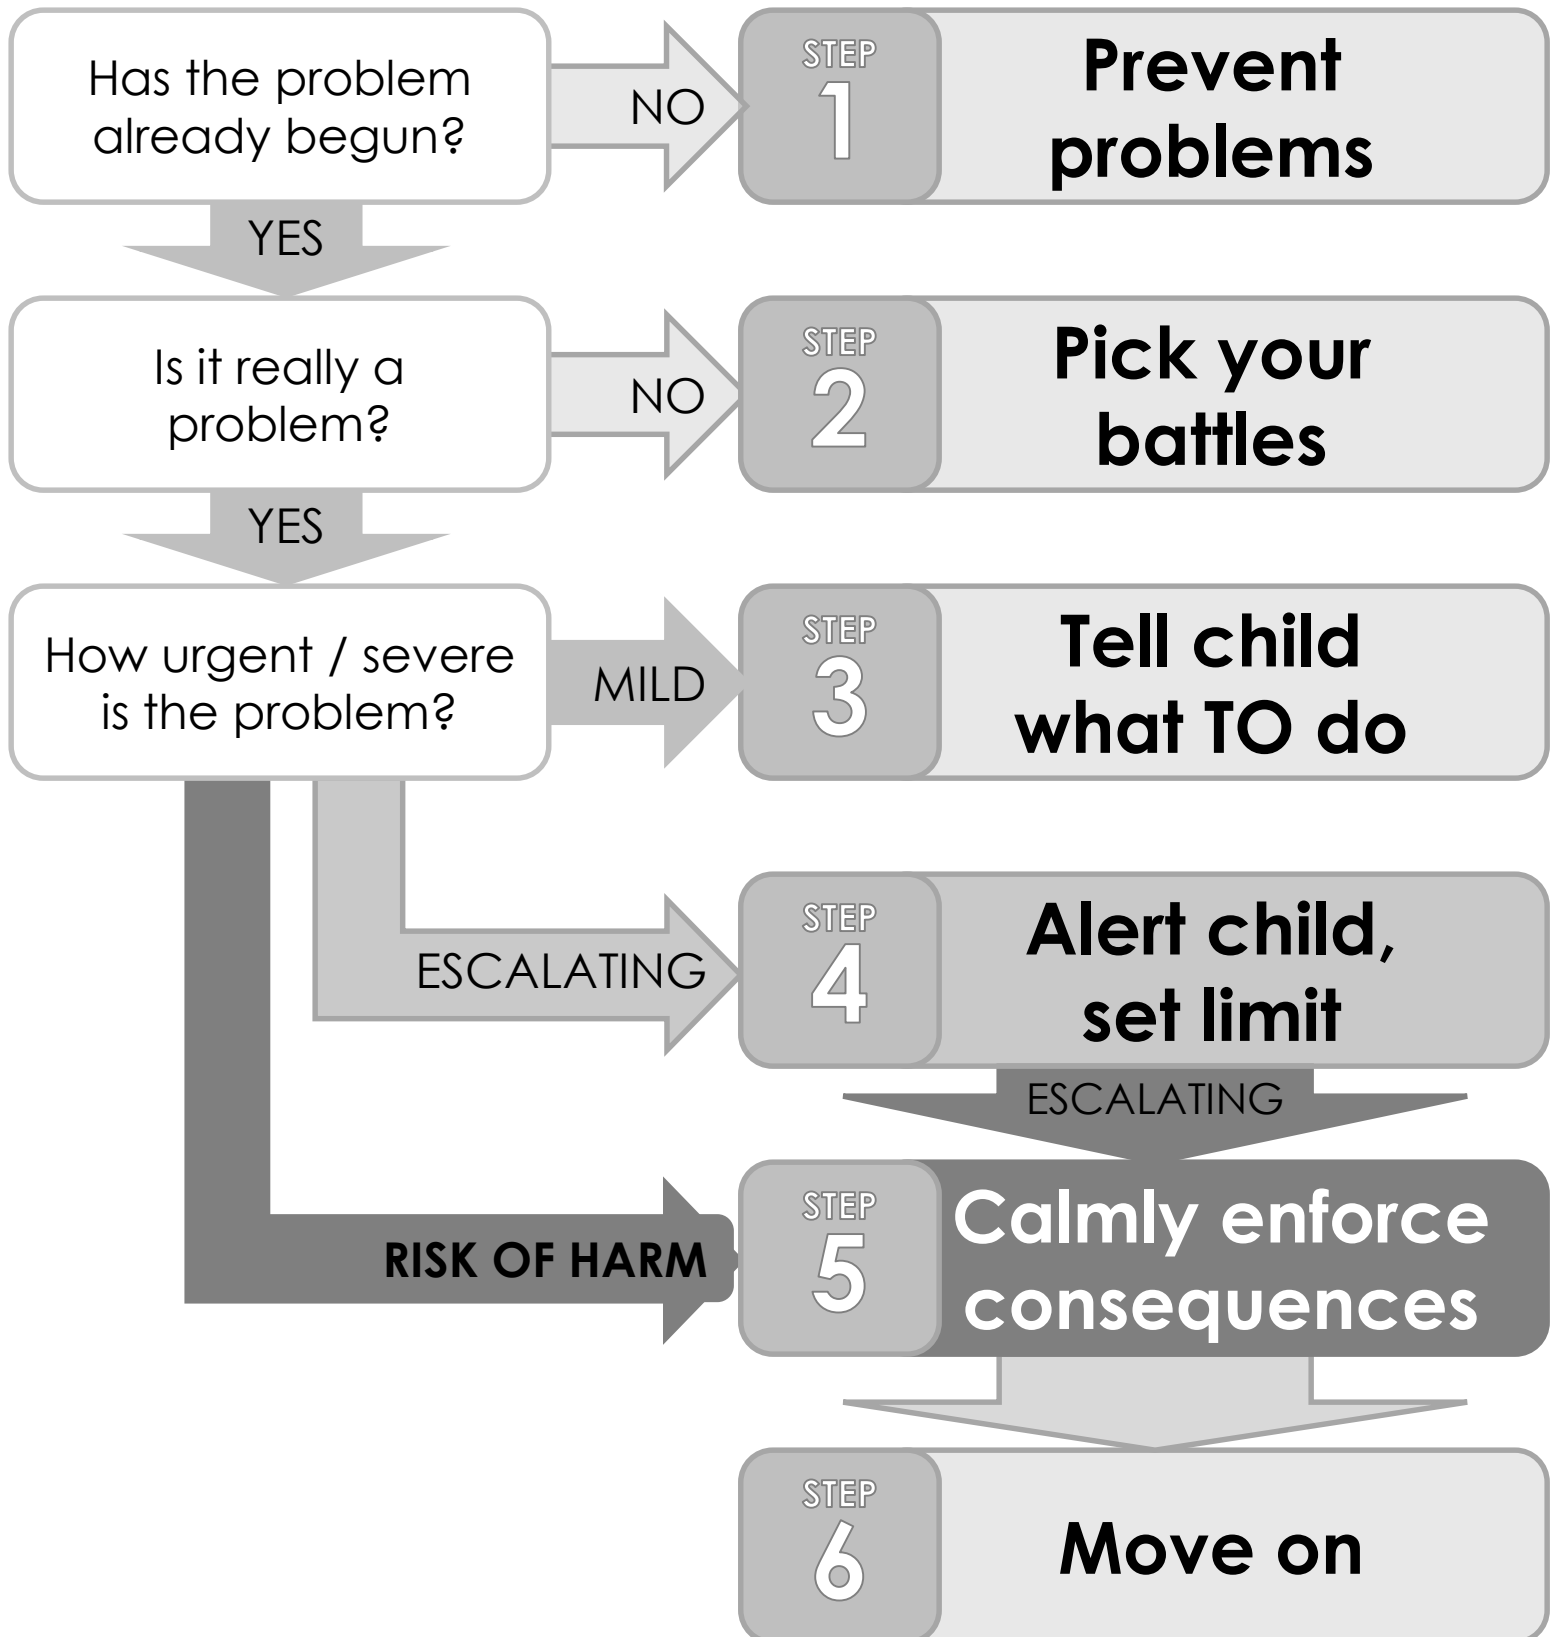 Has the problem
already begun?
NO
STEP
1
Prevent
problems
YES
Is it really a
problem?
NO
STEP
2
Pick your
battles
YES
How urgent / severe
is the problem?
MILD
STEP
3
Tell child
what TO do
ESCALATING
STEP
4
Alert child,
set limit
ESCALATING
RISK OF HARM
STEP
5
Calmly enforce
consequences
STEP
6
Move on